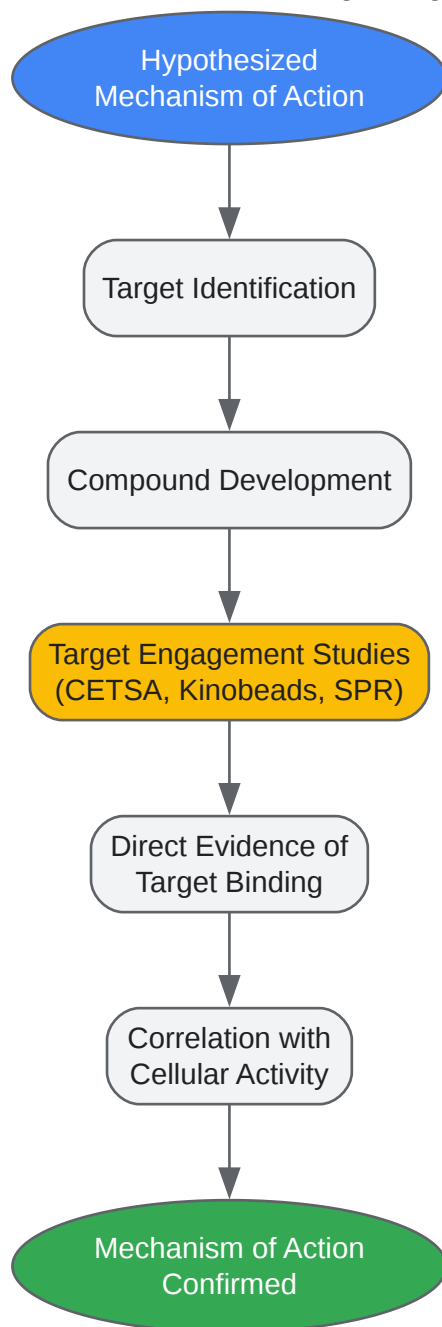 Hypothesized
Mechanism of Action
Target Identification
Compound Development
Target Engagement Studies
(CETSA, Kinobeads, SPR)
Direct Evidence of
Target Binding
Correlation with
Cellular Activity
Mechanism of Action
Confirmed